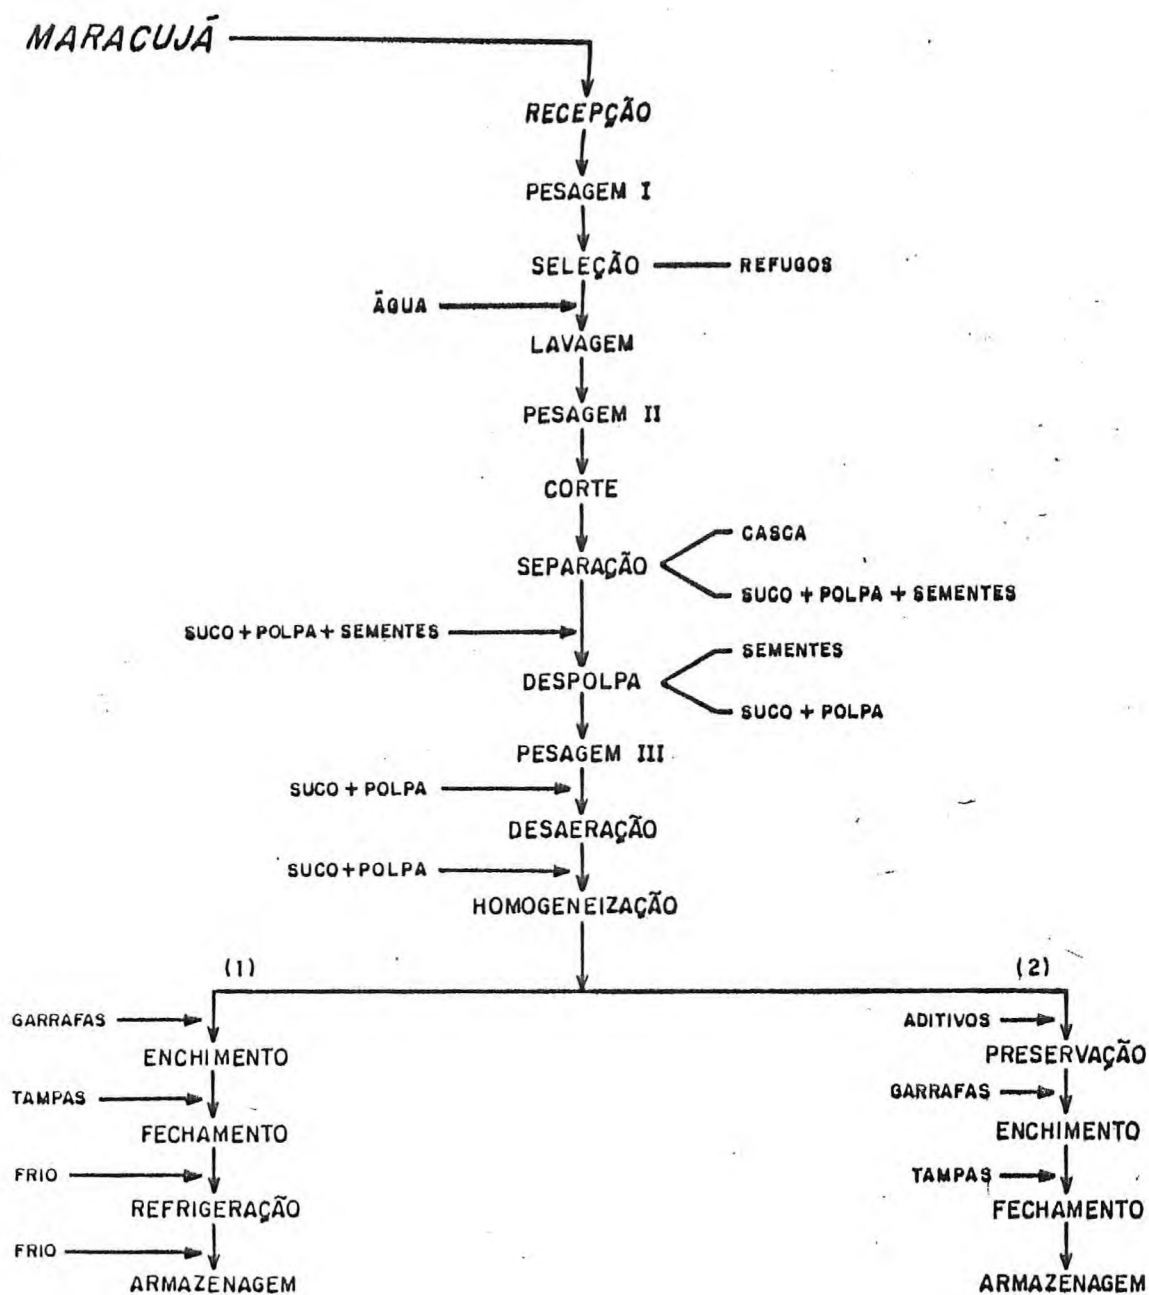 MARACUJÁ
RECEPÇÃO
PESAGEM I
SELEÇÃO
REFUGOS
ÁGUA
LAVAGEM
PESAGEM II
CORTE
SEPARAÇÃO
CASCA
SUCO + POLPA + SEMENTES
SUCO + POLPA + SEMENTES
DESPOLPA
SEMENTES
SUCO + POLPA
PESAGEM III
SUCO + POLPA
DESAERAÇÃO
SUCO + POLPA
HOMOGENEIZAÇÃO
(1)
GARRAFAS
ENCHIMENTO
TAMPAS
FECHAMENTO
FRIO
REFRIGERAÇÃO
FRIO
ARMAZENAGEM
(2)
ADITIVOS
PRESERVAÇÃO
GARRAFAS
ENCHIMENTO
TAMPAS
FECHAMENTO
ARMAZENAGEM